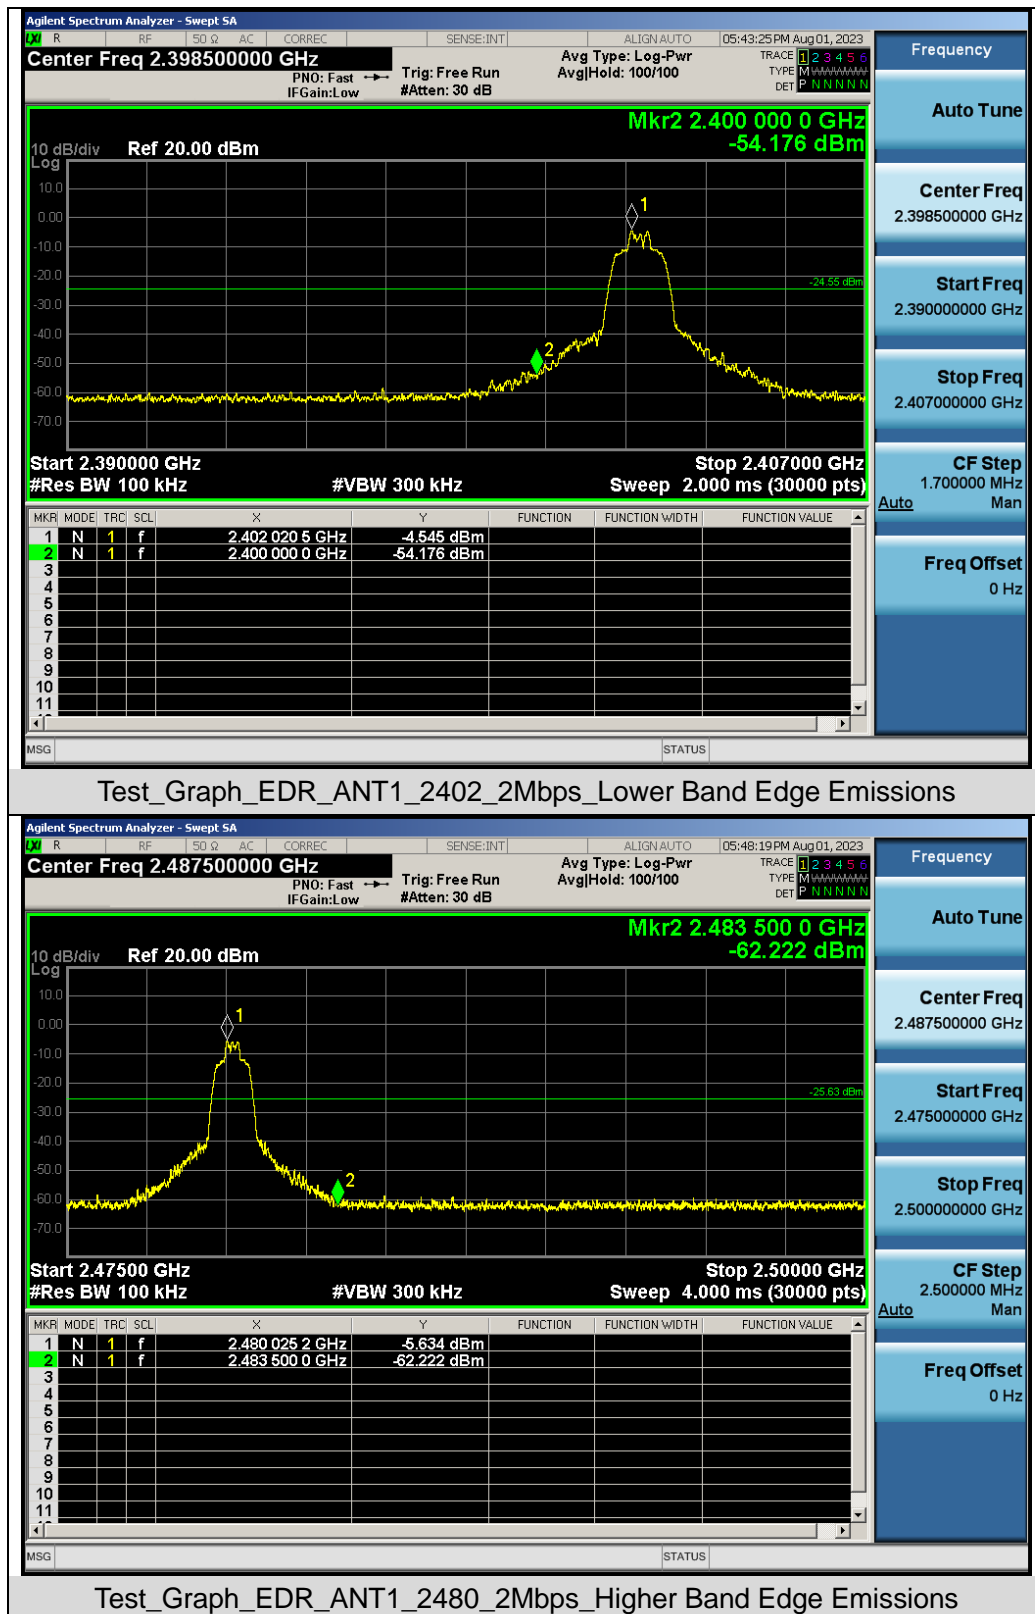 Agilent Spectrum Analyzer - Swept SA
LXI R RF 50 Ω AC CORREC SENSE:INT ALIGN AUTO 05:43:25 PM Aug 01, 2023
Center Freq 2.398500000 GHz
PNO: Fast IFGain:Low
Trig: Free Run
#Atten: 30 dB
Avg Type: Log-Pwr
Avg|Hold: 100/100
TRACE 1 2 3 4 5 6
TYPE M
DET P N N N N N
Mkr2 2.400 000 0 GHz
-54.176 dBm
10 dB/div Ref 20.00 dBm
Log
10.0
0.00
-10.0
-20.0
-24.55 dBm
-30.0
-40.0
-50.0
-60.0
-70.0
1
2
Start 2.390000 GHz Stop 2.407000 GHz
#Res BW 100 kHz #VBW 300 kHz Sweep 2.000 ms (30000 pts)
MKR MODE TRC SCL X Y FUNCTION FUNCTION WIDTH FUNCTION VALUE
1 N 1 f 2.402 020 5 GHz -4.545 dBm
2 N 1 f 2.400 000 0 GHz -54.176 dBm
3
4
5
6
7
8
9
10
11
MSG STATUS
Frequency
Auto Tune
Center Freq
2.398500000 GHz
Start Freq
2.390000000 GHz
Stop Freq
2.407000000 GHz
CF Step
1.700000 MHz
Auto Man
Freq Offset
0 Hz
Test_Graph_EDR_ANT1_2402_2Mbps_Lower Band Edge Emissions
Agilent Spectrum Analyzer - Swept SA
LXI R RF 50 Ω AC CORREC SENSE:INT ALIGN AUTO 05:48:19 PM Aug 01, 2023
Center Freq 2.487500000 GHz
PNO: Fast IFGain:Low
Trig: Free Run
#Atten: 30 dB
Avg Type: Log-Pwr
Avg|Hold: 100/100
TRACE 1 2 3 4 5 6
TYPE M
DET P N N N N N
Mkr2 2.483 500 0 GHz
-62.222 dBm
10 dB/div Ref 20.00 dBm
Log
10.0
0.00
-10.0
-20.0
-25.63 dBm
-30.0
-40.0
-50.0
-60.0
-70.0
1
2
Start 2.47500 GHz Stop 2.50000 GHz
#Res BW 100 kHz #VBW 300 kHz Sweep 4.000 ms (30000 pts)
MKR MODE TRC SCL X Y FUNCTION FUNCTION WIDTH FUNCTION VALUE
1 N 1 f 2.480 025 2 GHz -5.634 dBm
2 N 1 f 2.483 500 0 GHz -62.222 dBm
3
4
5
6
7
8
9
10
11
MSG STATUS
Frequency
Auto Tune
Center Freq
2.487500000 GHz
Start Freq
2.475000000 GHz
Stop Freq
2.500000000 GHz
CF Step
2.500000 MHz
Auto Man
Freq Offset
0 Hz
Test_Graph_EDR_ANT1_2480_2Mbps_Higher Band Edge Emissions